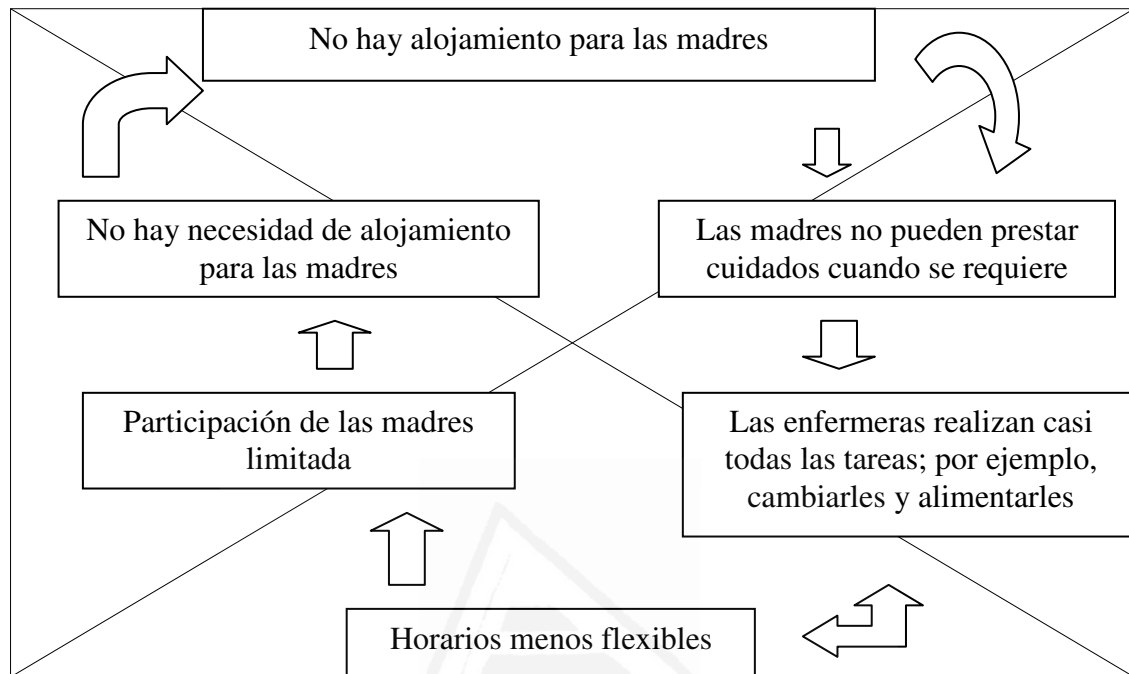 No hay alojamiento para las madres
No hay necesidad de alojamiento
para las madres
Las madres no pueden prestar
cuidados cuando se requiere
Participación de las madres
limitada
Las enfermeras realizan casi
todas las tareas; por ejemplo,
cambiarles y alimentarles
Horarios menos flexibles